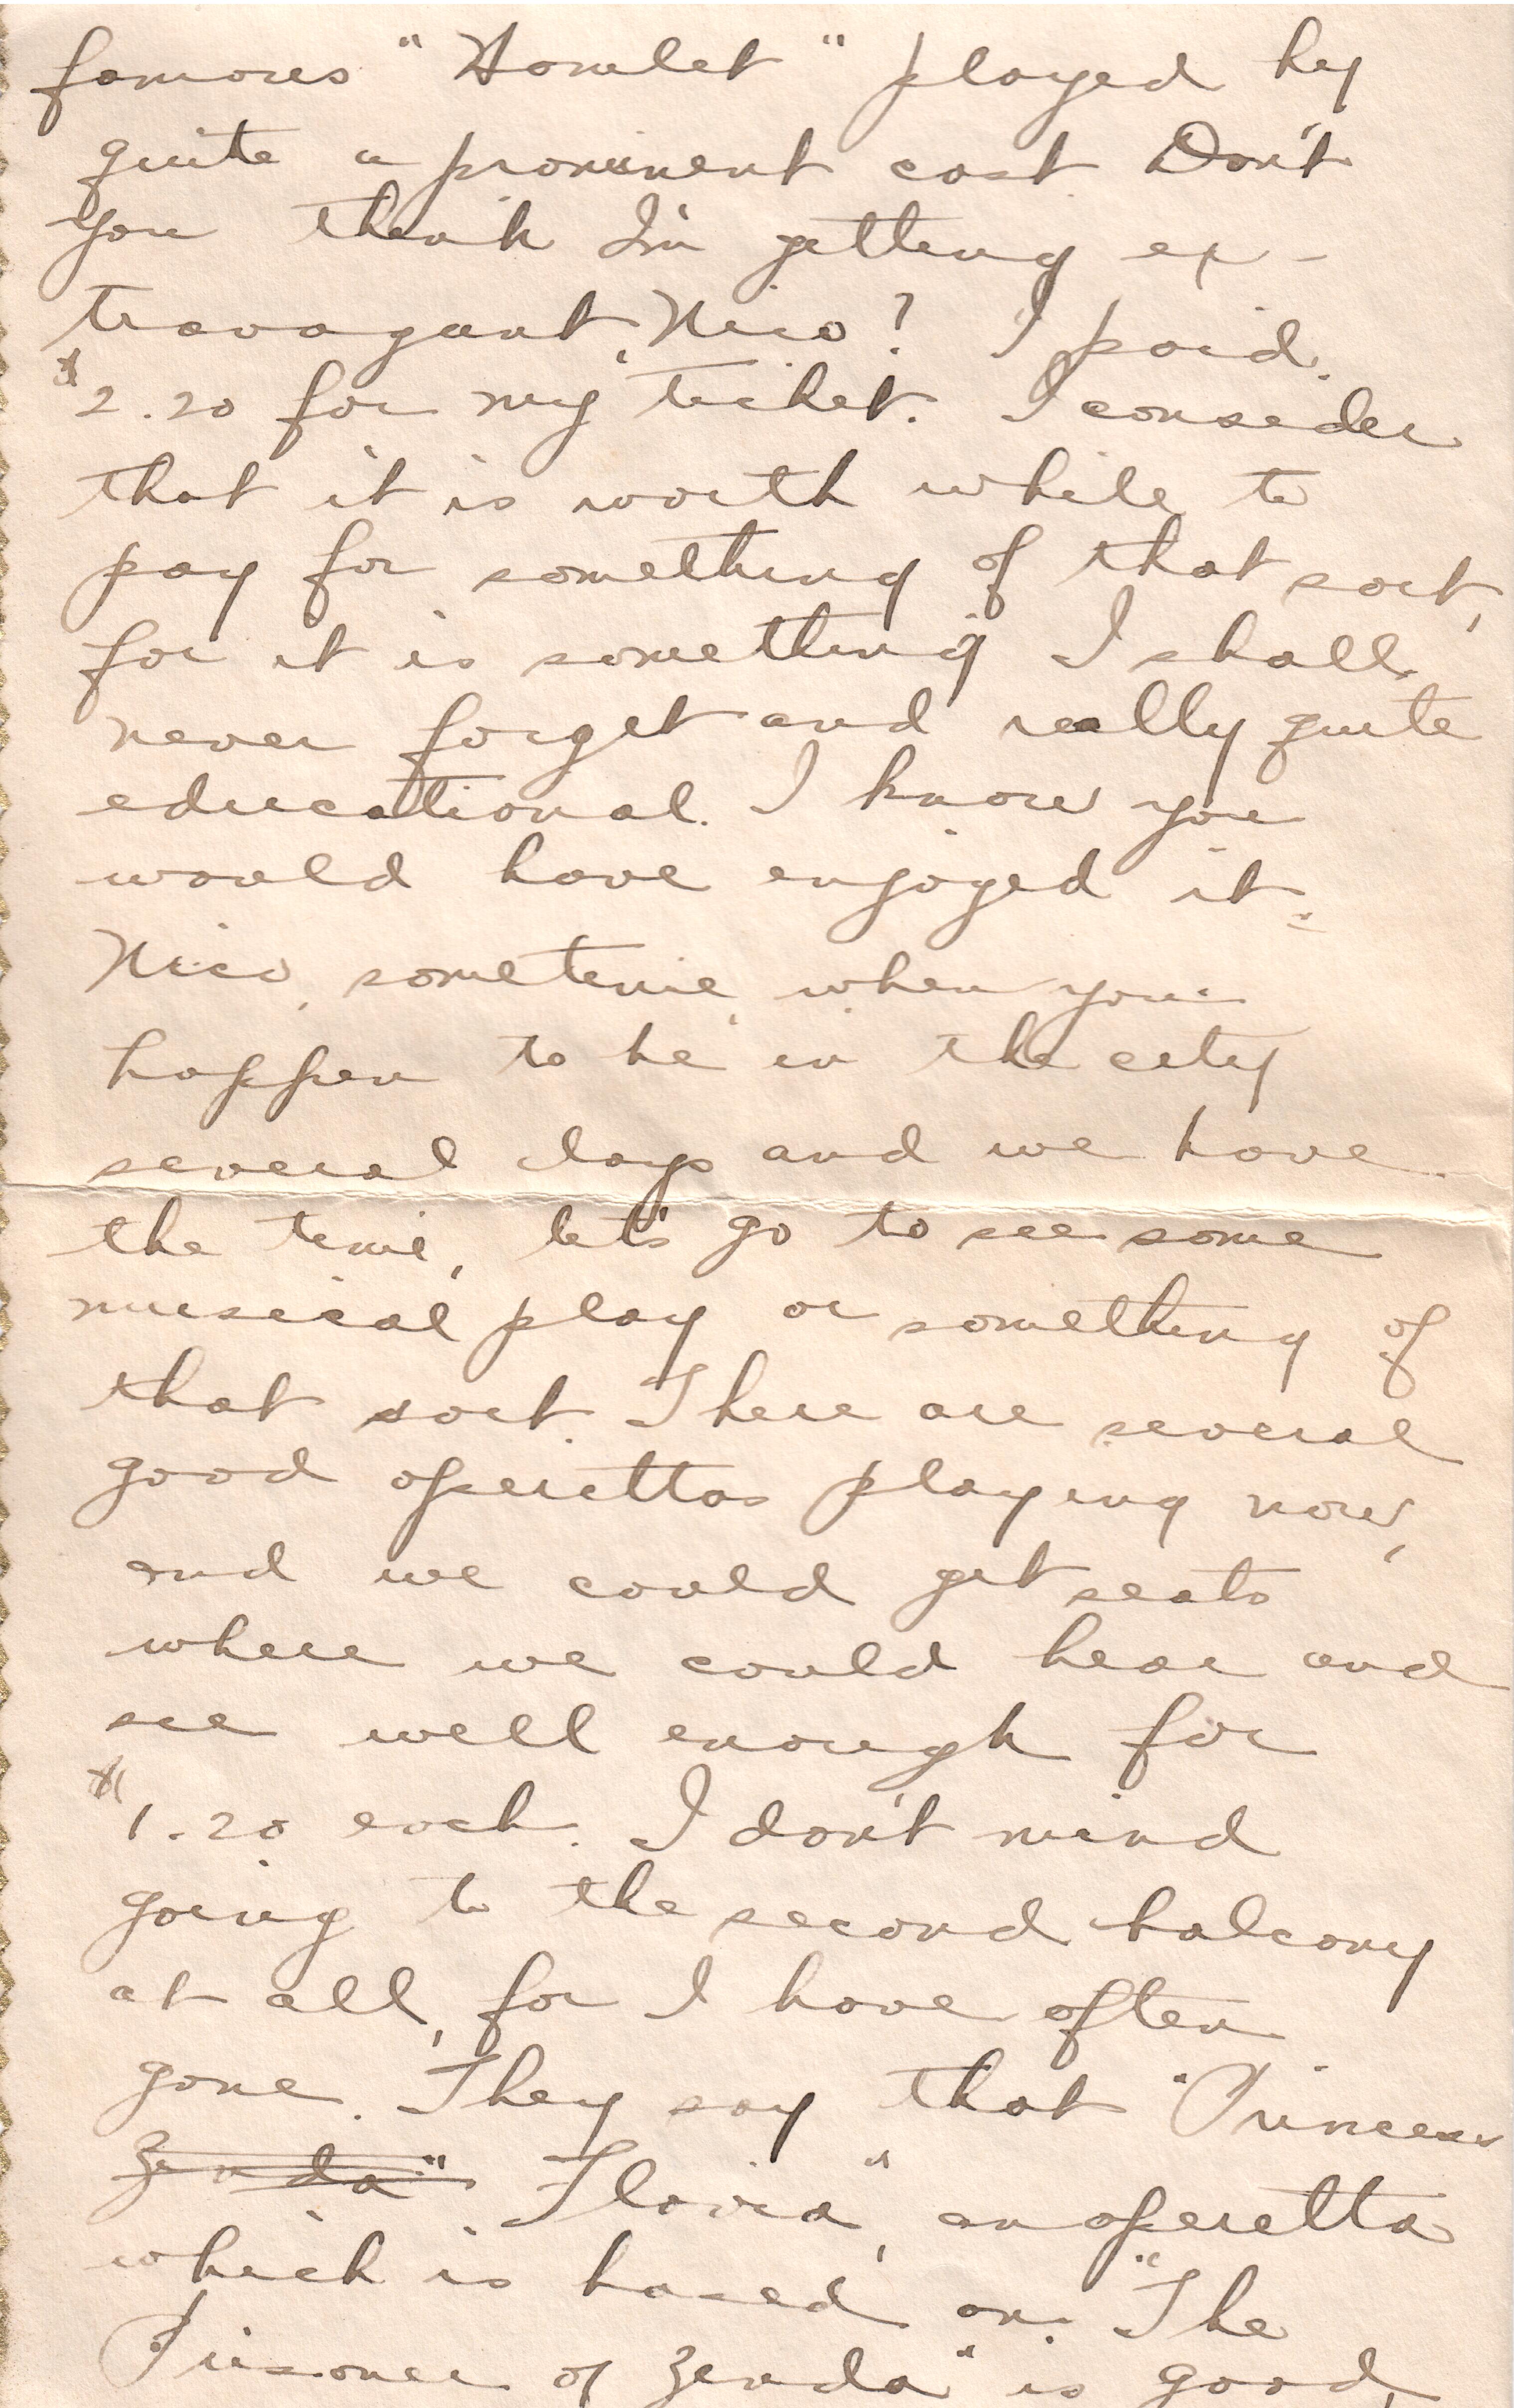 famous "Hamlet" played by
quite a prominent cast. Don't
you think I'm getting ex-
travagant, Nico? I paid
$2.20 for my ticket. I consider
that it is worth while to
pay for something of that sort,
for it is something I shall
never forget and really quite
educational. I know you
would have enjoyed it.
Nico, sometime, when you
happen to be in the city
several days and we have
the time, let's go to see some
musical play or something of
that sort. There are several
good operettas playing now,
and we could get seats
where we could hear and
see well enough for
$1.20 each. I don't mind
going to the second balcony
at all, for I have often
gone. They say that "Princess
Zenda" Flavia", an operetta
which is based on "The
Prisoner of Zenda" is good,